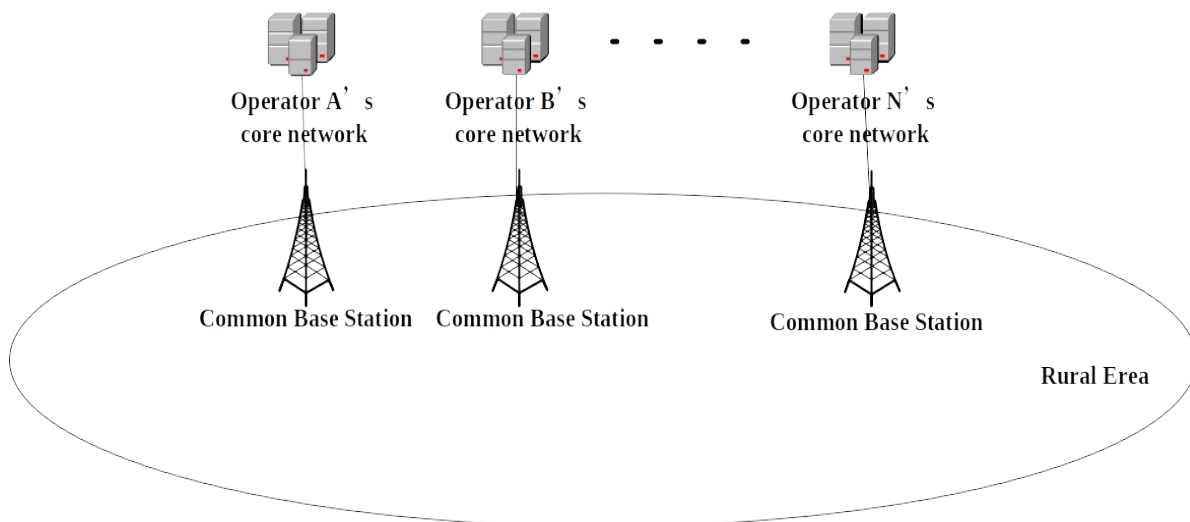 Operator A’s
core network
Operator B’s
core network
Operator N’s
core network
Common Base Station
Common Base Station
Common Base Station
Rural Erea